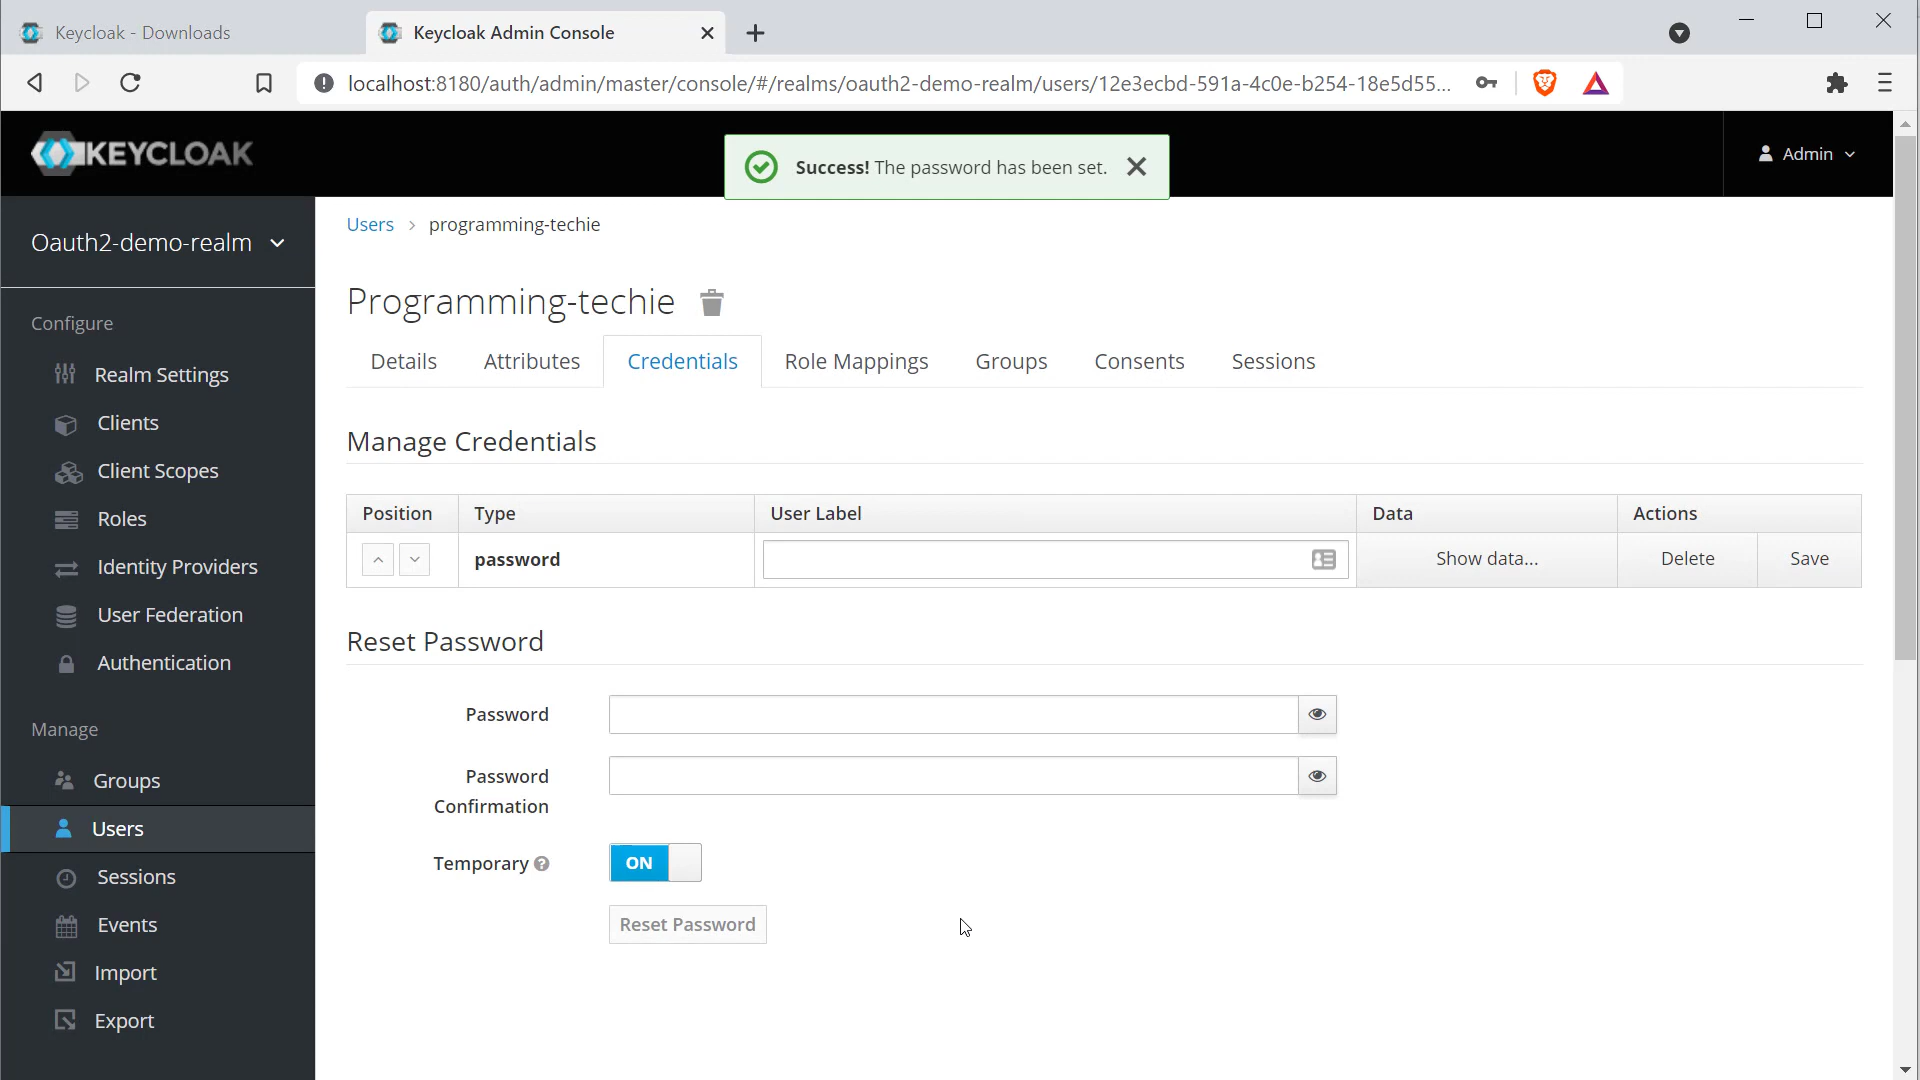 Keycloak - Downloads
Keycloak Admin Console
localhost:8180/auth/admin/master/console/#/realms/oauth2-demo-realm/users/12e3ecbd-591a-4c0e-b254-18e5d55...
KEYCLOAK
Success! The password has been set.
Admin
Oauth2-demo-realm
Configure
Realm Settings
Clients
Client Scopes
Roles
Identity Providers
User Federation
Authentication
Manage
Groups
Users
Sessions
Events
Import
Export
Users > programming-techie
Programming-techie
Details Attributes Credentials Role Mappings Groups Consents Sessions
Manage Credentials
Position Type User Label Data Actions
password Show data... Delete Save
Reset Password
Password
Password
Confirmation
Temporary ON
Reset Password